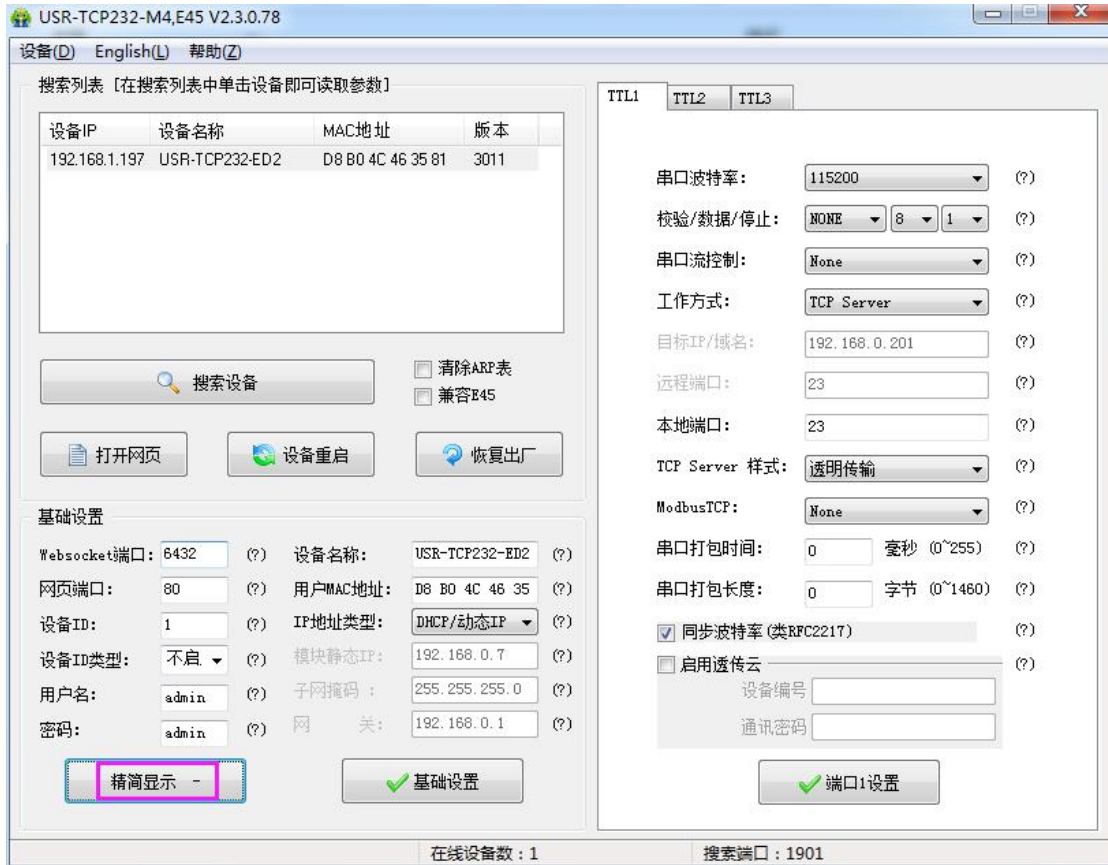 USR-TCP232-M4,E45 V2.3.0.78
设备(D) English(L) 帮助(Z)
搜索列表 [在搜索列表中单击设备即可读取参数]
设备IP 设备名称 MAC地址 版本
192.168.1.197 USR-TCP232-ED2 D8 B0 4C 46 35 81 3011
搜索设备
清除ARP表
兼容E45
打开网页 设备重启 恢复出厂
基础设置
Websocket端口: 6432 (?) 设备名称: USR-TCP232-ED2 (?)
网页端口: 80 (?) 用户MAC地址: D8 B0 4C 46 35 (?)
设备ID: 1 (?) IP地址类型: DHCP/动态IP (?)
设备ID类型: 不启 (?) 模块静态IP: 192.168.0.7 (?)
用户名: admin (?) 子网掩码 : 255.255.255.0 (?)
密码: admin (?) 网 关: 192.168.0.1 (?)
精简显示 - 基础设置
TTL1 TTL2 TTL3
串口波特率: 115200 (?)
校验/数据/停止: NONE 8 1 (?)
串口流控制: None (?)
工作方式: TCP Server (?)
目标IP/域名: 192.168.0.201 (?)
远程端口: 23 (?)
本地端口: 23 (?)
TCP Server 样式: 透明传输 (?)
ModbusTCP: None (?)
串口打包时间: 0 毫秒 (0~255) (?)
串口打包长度: 0 字节 (0~1460) (?)
同步波特率(类RFC2217) (?)
启用透传云 (?)
设备编号
通讯密码
端口1设置
在线设备数：1 搜索端口：1901